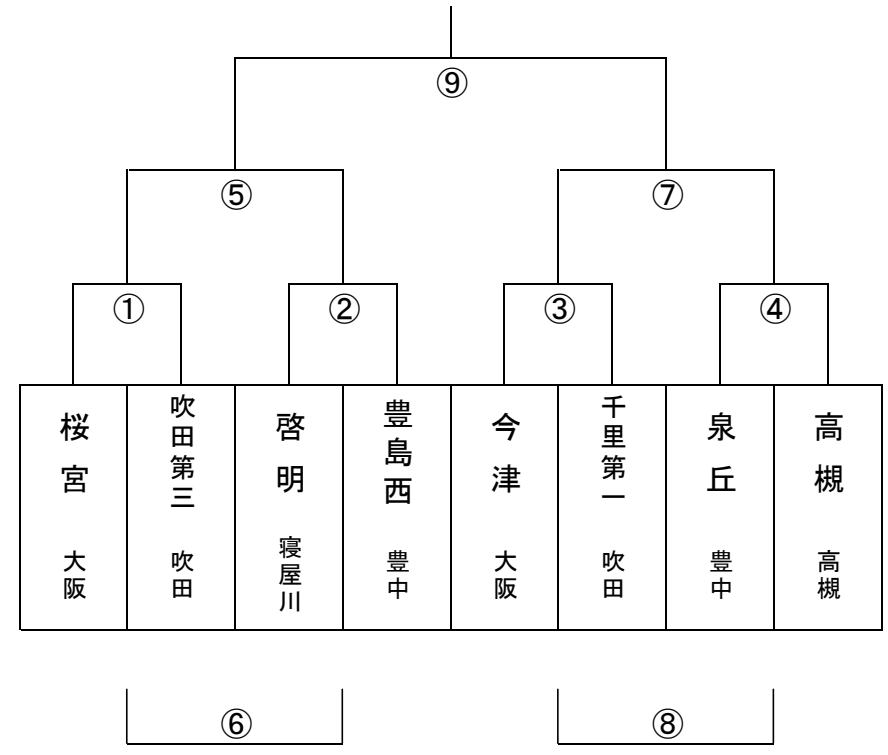 ⑨
⑤
⑦
①
②
③
④
桜宮
大阪
吹田第三
吹田
啓明
寝屋川
豊島西
豊中
今津
大阪
千里第一
吹田
泉丘
豊中
高槻
高槻
⑥
⑧